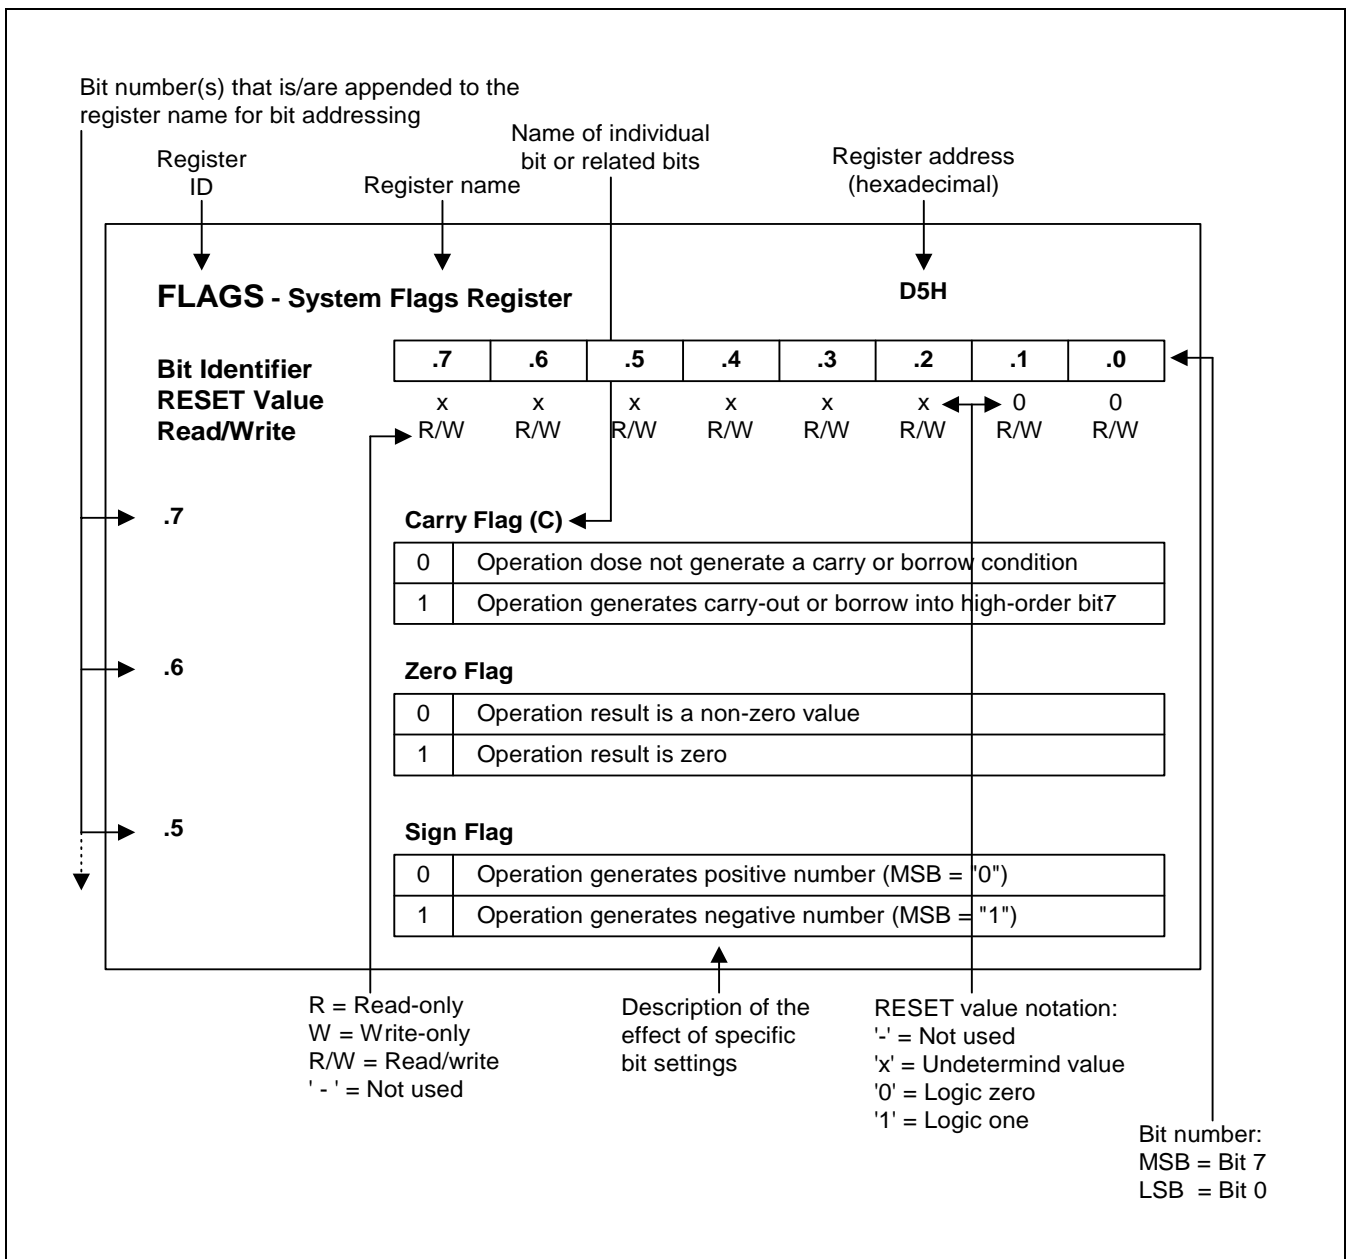 Bit number(s) that is/are appended to the
register name for bit addressing
Name of individual
bit or related bits
Register
ID
Register name
Register address
(hexadecimal)
FLAGS - System Flags Register D5H
Bit Identifier .7 .6 .5 .4 .3 .2 .1 .0
RESET Value x x x x x x 0 0
Read/Write R/W R/W R/W R/W R/W R/W R/W R/W
.7 Carry Flag (C)
0 Operation dose not generate a carry or borrow condition
1 Operation generates carry-out or borrow into high-order bit7
.6 Zero Flag
0 Operation result is a non-zero value
1 Operation result is zero
.5 Sign Flag
0 Operation generates positive number (MSB = "0")
1 Operation generates negative number (MSB = "1")
R = Read-only
W = Write-only
R/W = Read/write
' - ' = Not used
Description of the
effect of specific
bit settings
RESET value notation:
'-' = Not used
'x' = Undetermind value
'0' = Logic zero
'1' = Logic one
Bit number:
MSB = Bit 7
LSB = Bit 0